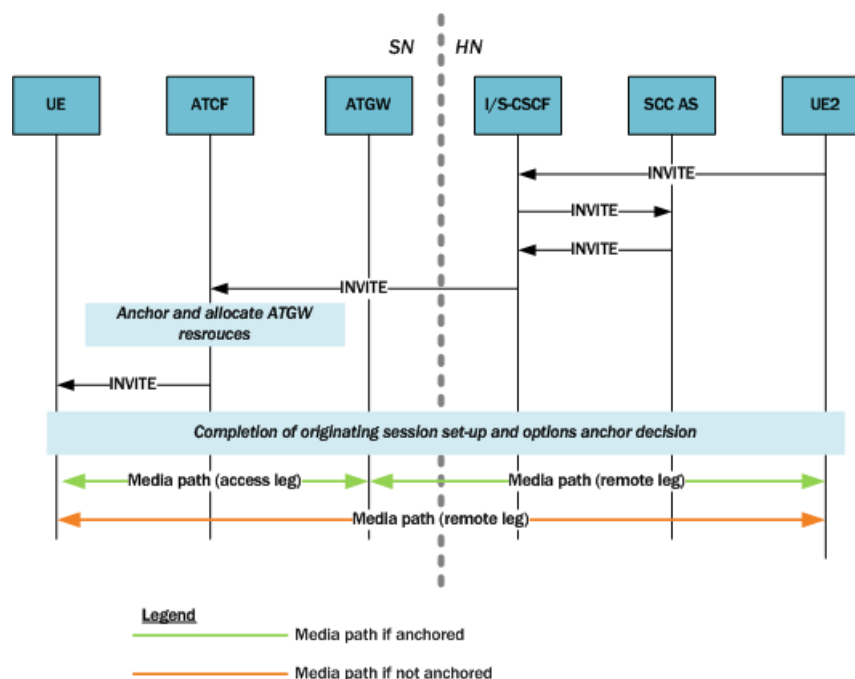 SN
HN
UE
ATCF
ATGW
I/S-CSCF
SCC AS
UE2
INVITE
INVITE
INVITE
INVITE
Anchor and allocate ATGW
resrouces
INVITE
Completion of originating session set-up and options anchor decision
Media path (access leg)
Media path (remote leg)
Media path (remote leg)
Legend
Media path if anchored
Media path if not anchored